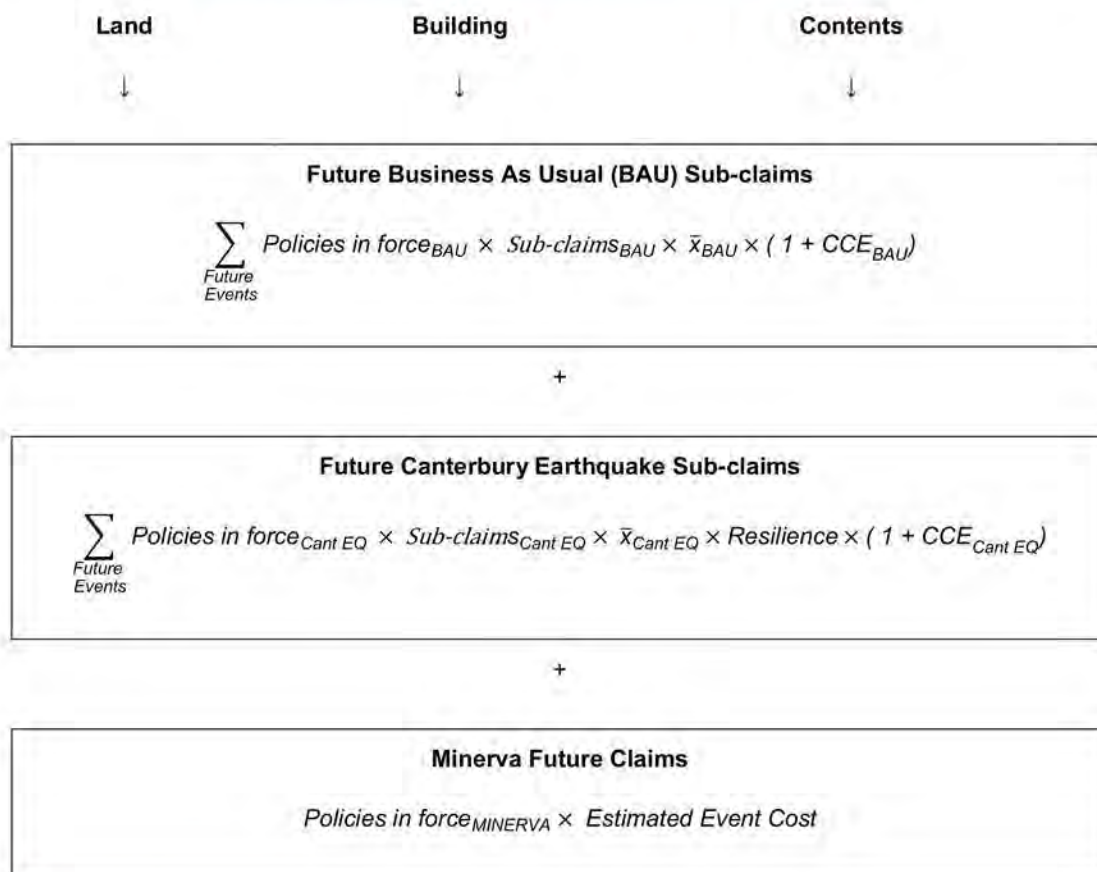 Land Building Contents
↓ ↓ ↓
Future Business As Usual (BAU) Sub-claims
∑ Policies in force_BAU × Sub-claims_BAU × x̄_BAU × ( 1 + CCE_BAU)
Future
Events
+
Future Canterbury Earthquake Sub-claims
∑ Policies in force_Cant EQ × Sub-claims_Cant EQ × x̄_Cant EQ × Resilience × ( 1 + CCE_Cant EQ)
Future
Events
+
Minerva Future Claims
Policies in force_MINERVA × Estimated Event Cost